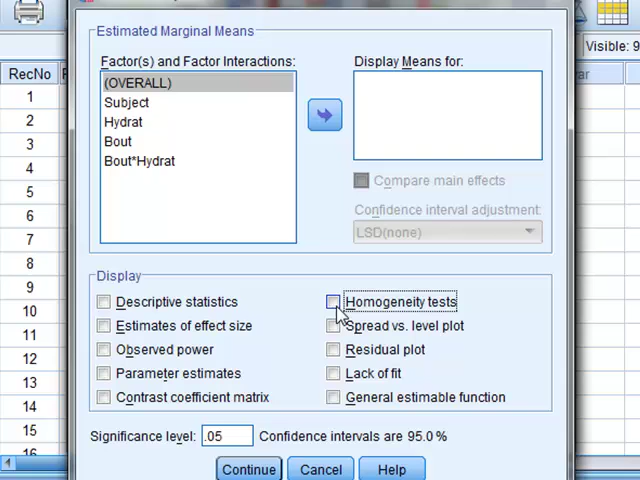 Visible: 9
Estimated Marginal Means
Factor(s) and Factor Interactions:
Display Means for:
(OVERALL)
Subject
Hydrat
Bout
Bout*Hydrat
Compare main effects
Confidence interval adjustment:
LSD(none)
Display
Descriptive statistics
Homogeneity tests
Estimates of effect size
Spread vs. level plot
Observed power
Residual plot
Parameter estimates
Lack of fit
Contrast coefficient matrix
General estimable function
Significance level: .05 Confidence intervals are 95.0 %
Continue Cancel Help
RecNo
1
2
3
4
5
6
7
8
9
10
11
12
13
14
15
16
var